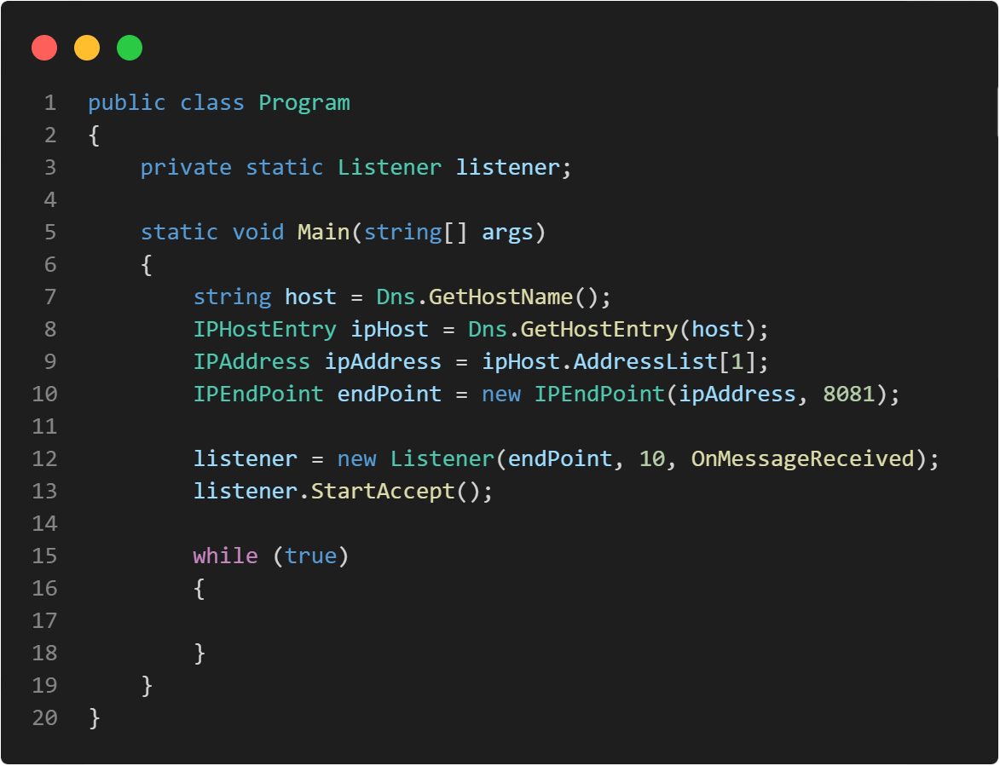 1 public class Program
2 {
3     private static Listener listener;
4
5     static void Main(string[] args)
6     {
7         string host = Dns.GetHostName();
8         IPHostEntry ipHost = Dns.GetHostEntry(host);
9         IPAddress ipAddress = ipHost.AddressList[1];
10         IPEndPoint endPoint = new IPEndPoint(ipAddress, 8081);
11
12         listener = new Listener(endPoint, 10, OnMessageReceived);
13         listener.StartAccept();
14
15         while (true)
16         {
17
18         }
19     }
20 }